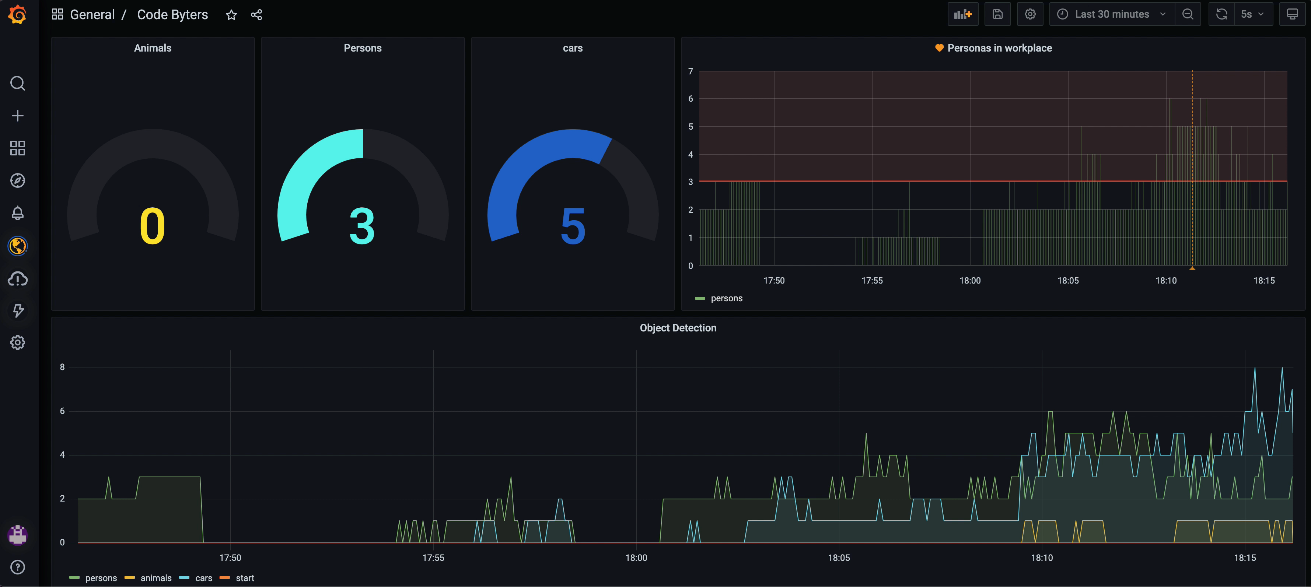 General / Code Byters
Last 30 minutes
5s
Animals
0
Persons
3
cars
5
Personas in workplace
7
6
5
4
3
2
1
0
17:50 17:55 18:00 18:05 18:10 18:15
persons
Object Detection
8
6
4
2
0
17:50 17:55 18:00 18:05 18:10 18:15
persons animals cars start